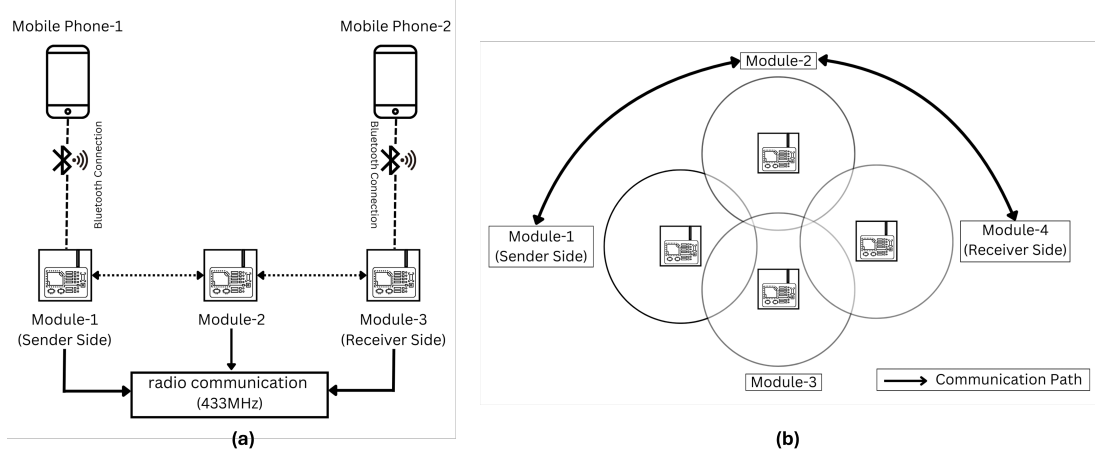 Mobile Phone-1
Mobile Phone-2
Bluetooth Connection
Bluetooth Connection
Module-1
(Sender Side)
Module-2
Module-3
(Receiver Side)
radio communication
(433MHz)
(a)
Module-2
Module-1
(Sender Side)
Module-4
(Receiver Side)
Module-3
Communication Path
(b)